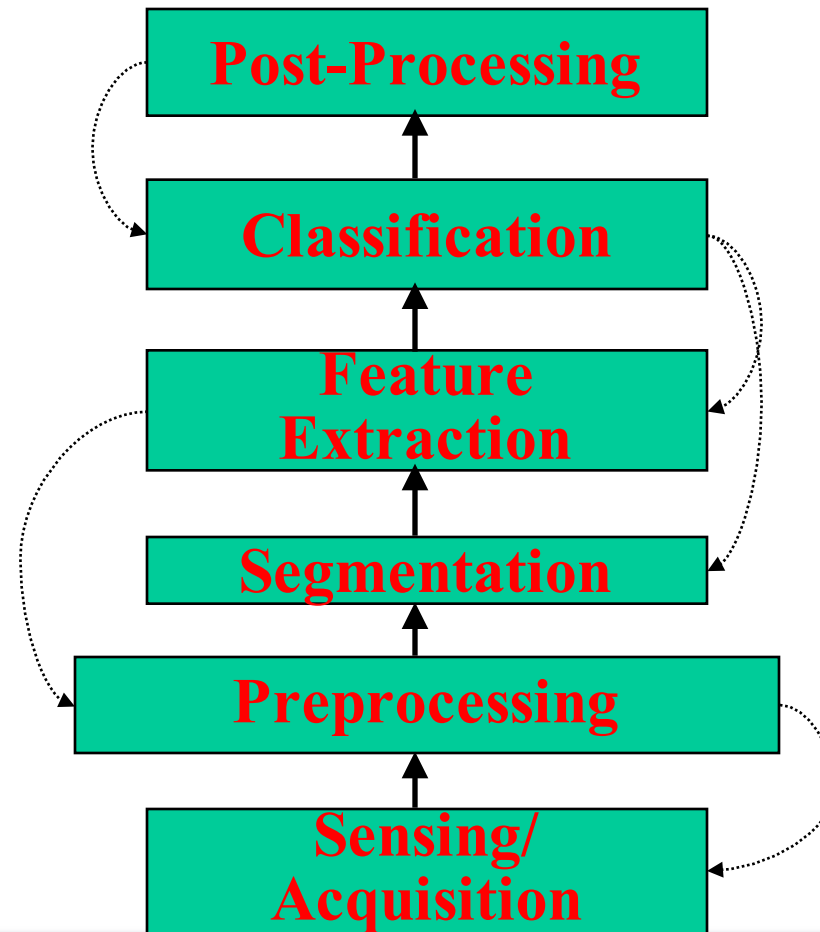 Post-Processing
Classification
Feature
Extraction
Segmentation
Preprocessing
Sensing/
Acquisition